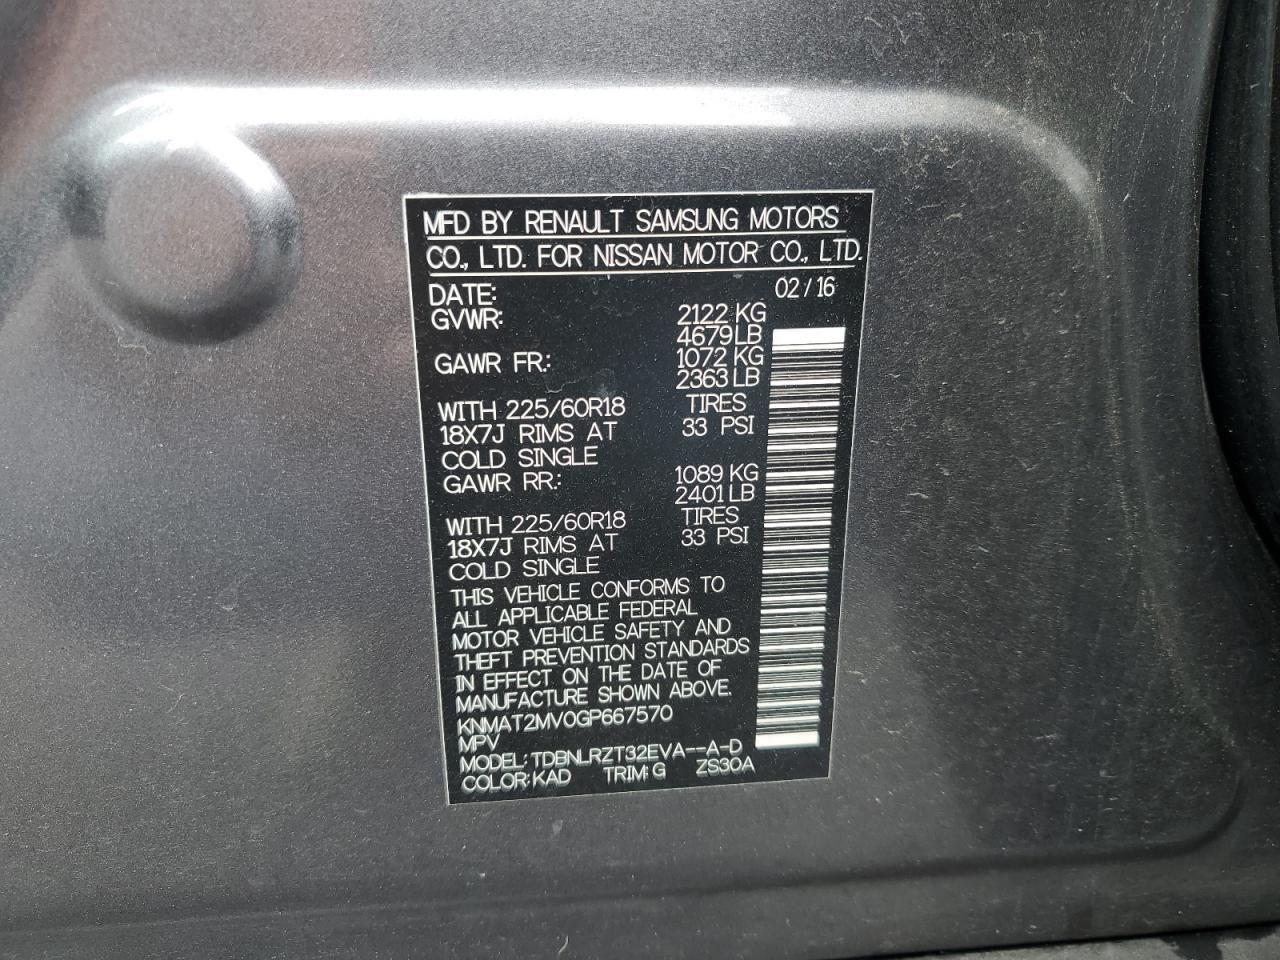 MFD BY RENAULT SAMSUNG MOTORS
CO., LTD. FOR NISSAN MOTOR CO., LTD.
DATE: 02/16
GVWR: 2122 KG
4679 LB
GAWR FR.: 1072 KG
2363 LB
WITH 225/60R18 TIRES
18X7J RIMS AT 33 PSI
COLD SINGLE
GAWR RR.: 1089 KG
2401 LB
WITH 225/60R18 TIRES
18X7J RIMS AT 33 PSI
COLD SINGLE
THIS VEHICLE CONFORMS TO
ALL APPLICABLE FEDERAL
MOTOR VEHICLE SAFETY AND
THEFT PREVENTION STANDARDS
IN EFFECT ON THE DATE OF
MANUFACTURE SHOWN ABOVE.
KNMAT2MV0GP667570
MPV
MODEL: TDBNLRZT32EVA--A-D
COLOR: KAD TRIM: G ZS30A